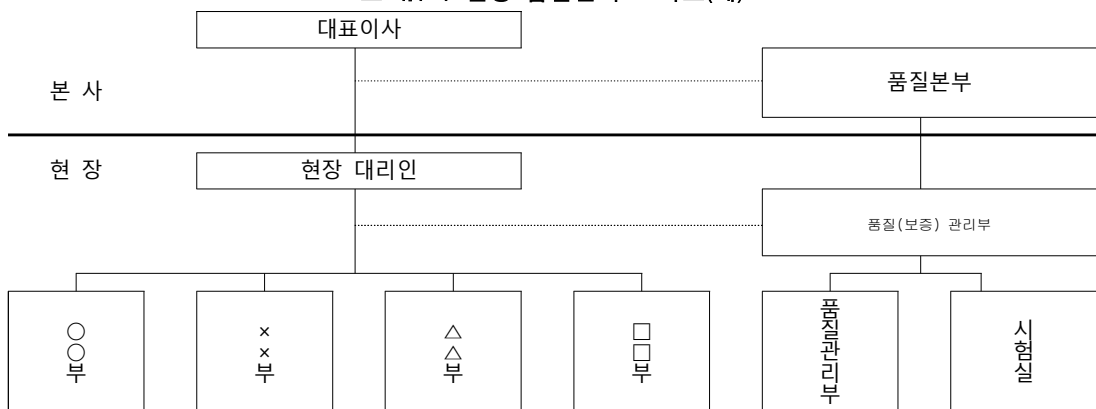 대표이사
본 사
품질본부
현 장
현장 대리인
품질(보증) 관리부
○○부
××부
△△부
□□부
품질관리부
시험실